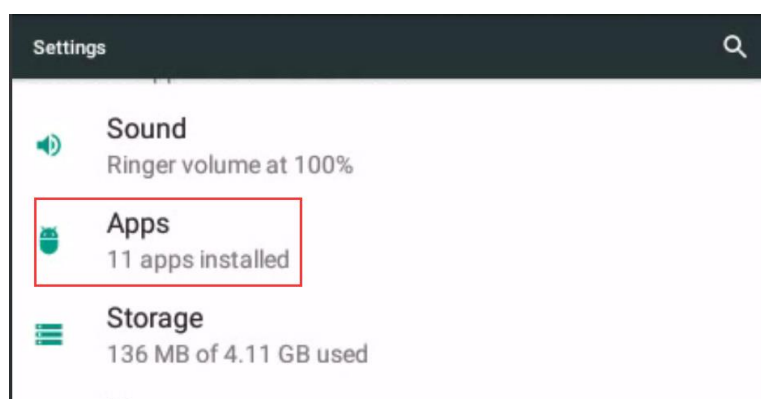 Settings
Sound
Ringer volume at 100%
Apps
11 apps installed
Storage
136 MB of 4.11 GB used